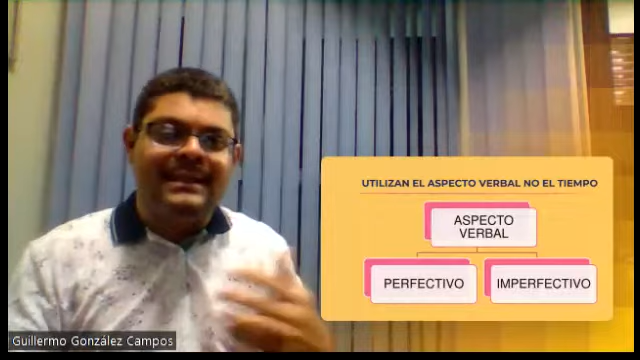 UTILIZAN EL ASPECTO VERBAL NO EL TIEMPO
ASPECTO
VERBAL
PERFECTIVO
IMPERFECTIVO
Guillermo González Campos